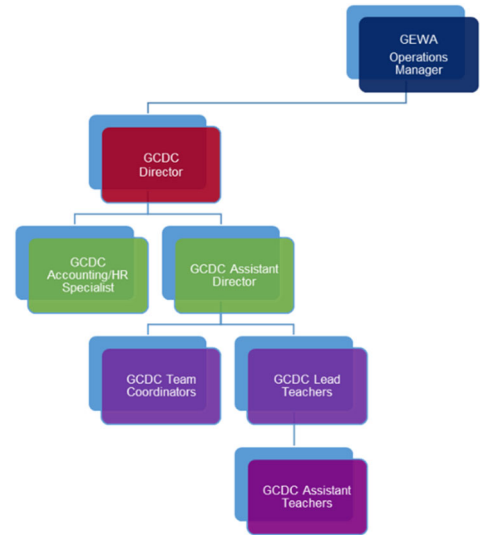 GEWA
Operations
Manager
GCDC
Director
GCDC
Accounting/HR
Specialist
GCDC Assistant
Director
GCDC Team
Coordinators
GCDC Lead
Teachers
GCDC Assistant
Teachers